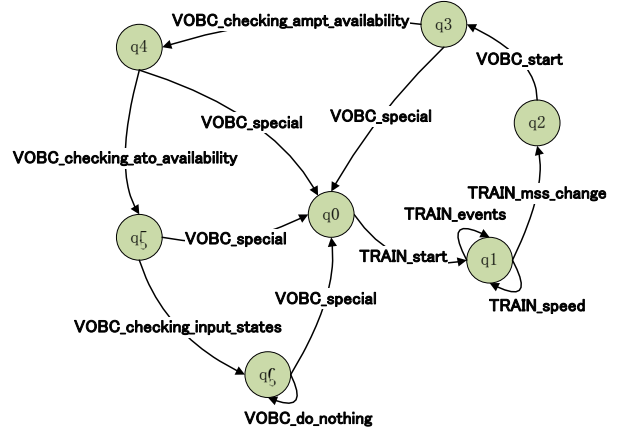 VOBC_checking_ampt_availability
q3
q4
VOBC_start
VOBC_special
VOBC_special
q2
VOBC_checking_ato_availability
TRAIN_mss_change
q0
TRAIN_events
q5
VOBC_special
TRAIN_start
q1
VOBC_special
TRAIN_speed
VOBC_checking_input_states
q6
VOBC_do_nothing